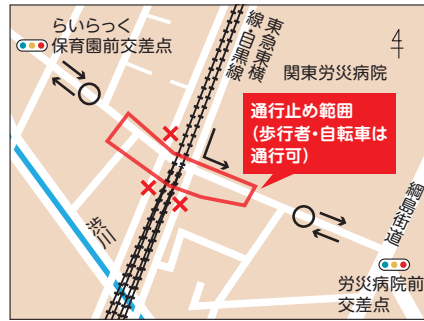 らいらっく
保育園前交差点
東急東横
線・目黒線
関東労災病院
通行止め範囲
(歩行者・自転車は
通行可)
綱島街道
渋川
労災病院前
交差点